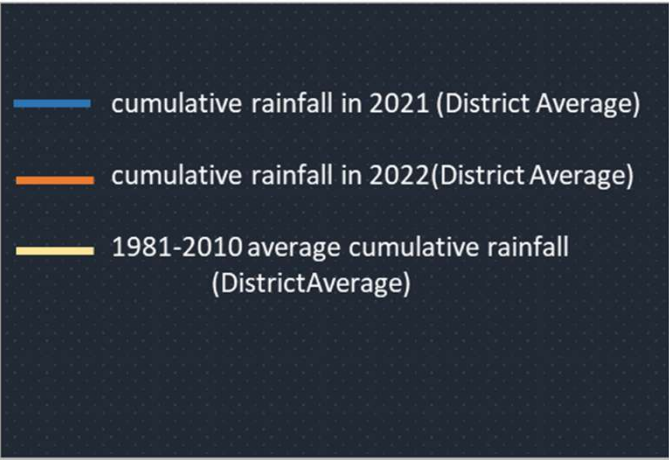 cumulative rainfall in 2021 (District Average)
cumulative rainfall in 2022(District Average)
1981-2010 average cumulative rainfall
(DistrictAverage)